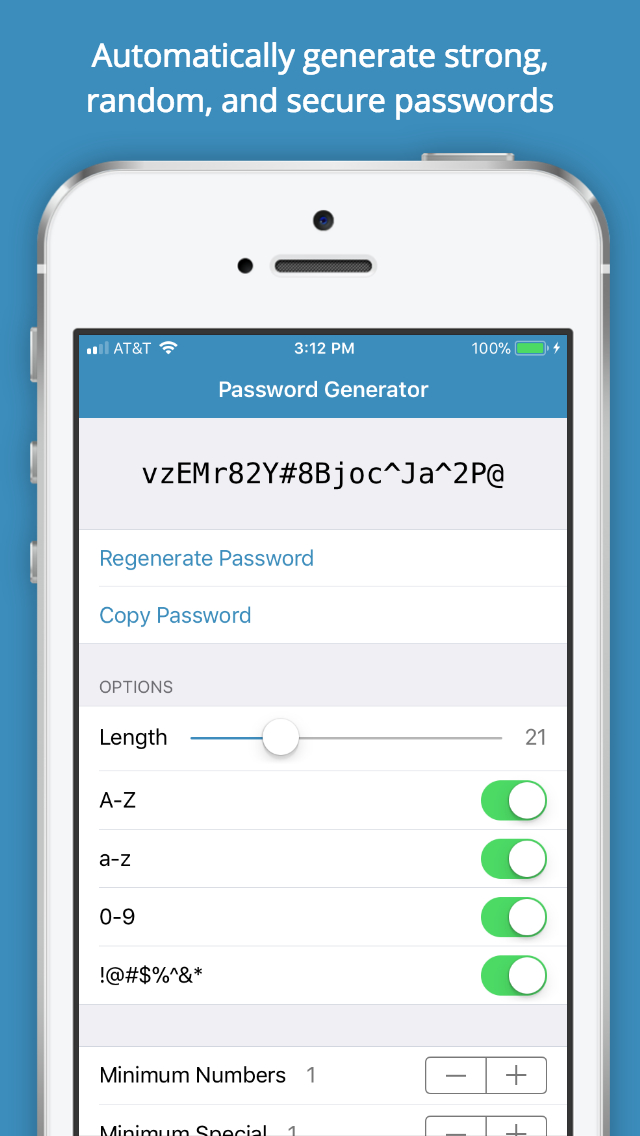 Automatically generate strong,
random, and secure passwords
AT&T 3:12 PM 100%
Password Generator
vzEMr82Y#8Bjoc^Ja^2P@
Regenerate Password
Copy Password
OPTIONS
Length 21
A-Z
a-z
0-9
!@#$%^&*
Minimum Numbers 1
Minimum Special 1